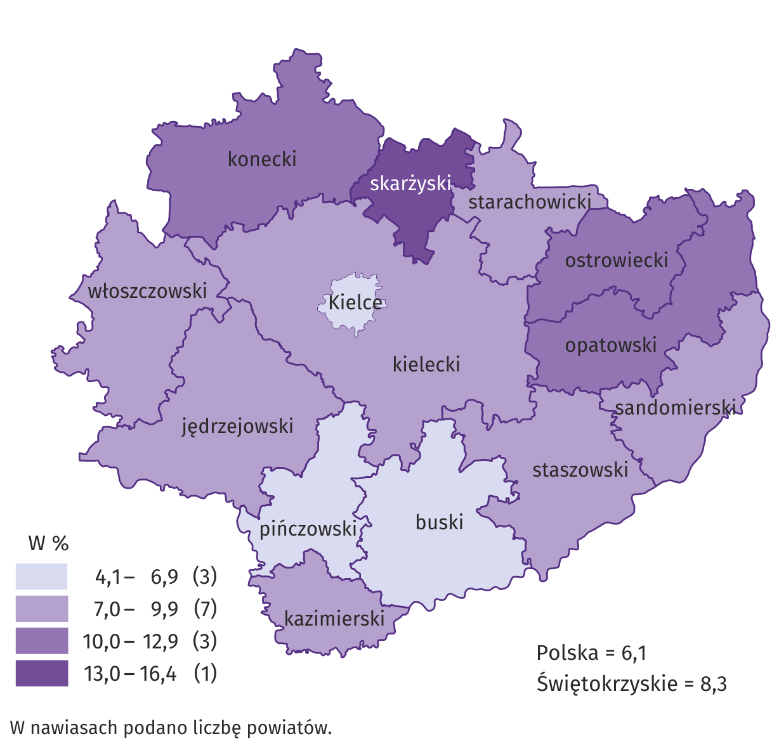 konecki
skarżyski
starachowicki
ostrowiecki
włoszczowski
Kielce
opatowski
kielecki
sandomierski
jędrzejowski
staszowski
buski
pińczowski
kazimierski
W %
4,1 – 6,9 (3)
7,0 – 9,9 (7)
10,0 – 12,9 (3)
13,0 – 16,4 (1)
Polska = 6,1
Świętokrzyskie = 8,3
W nawiasach podano liczbę powiatów.